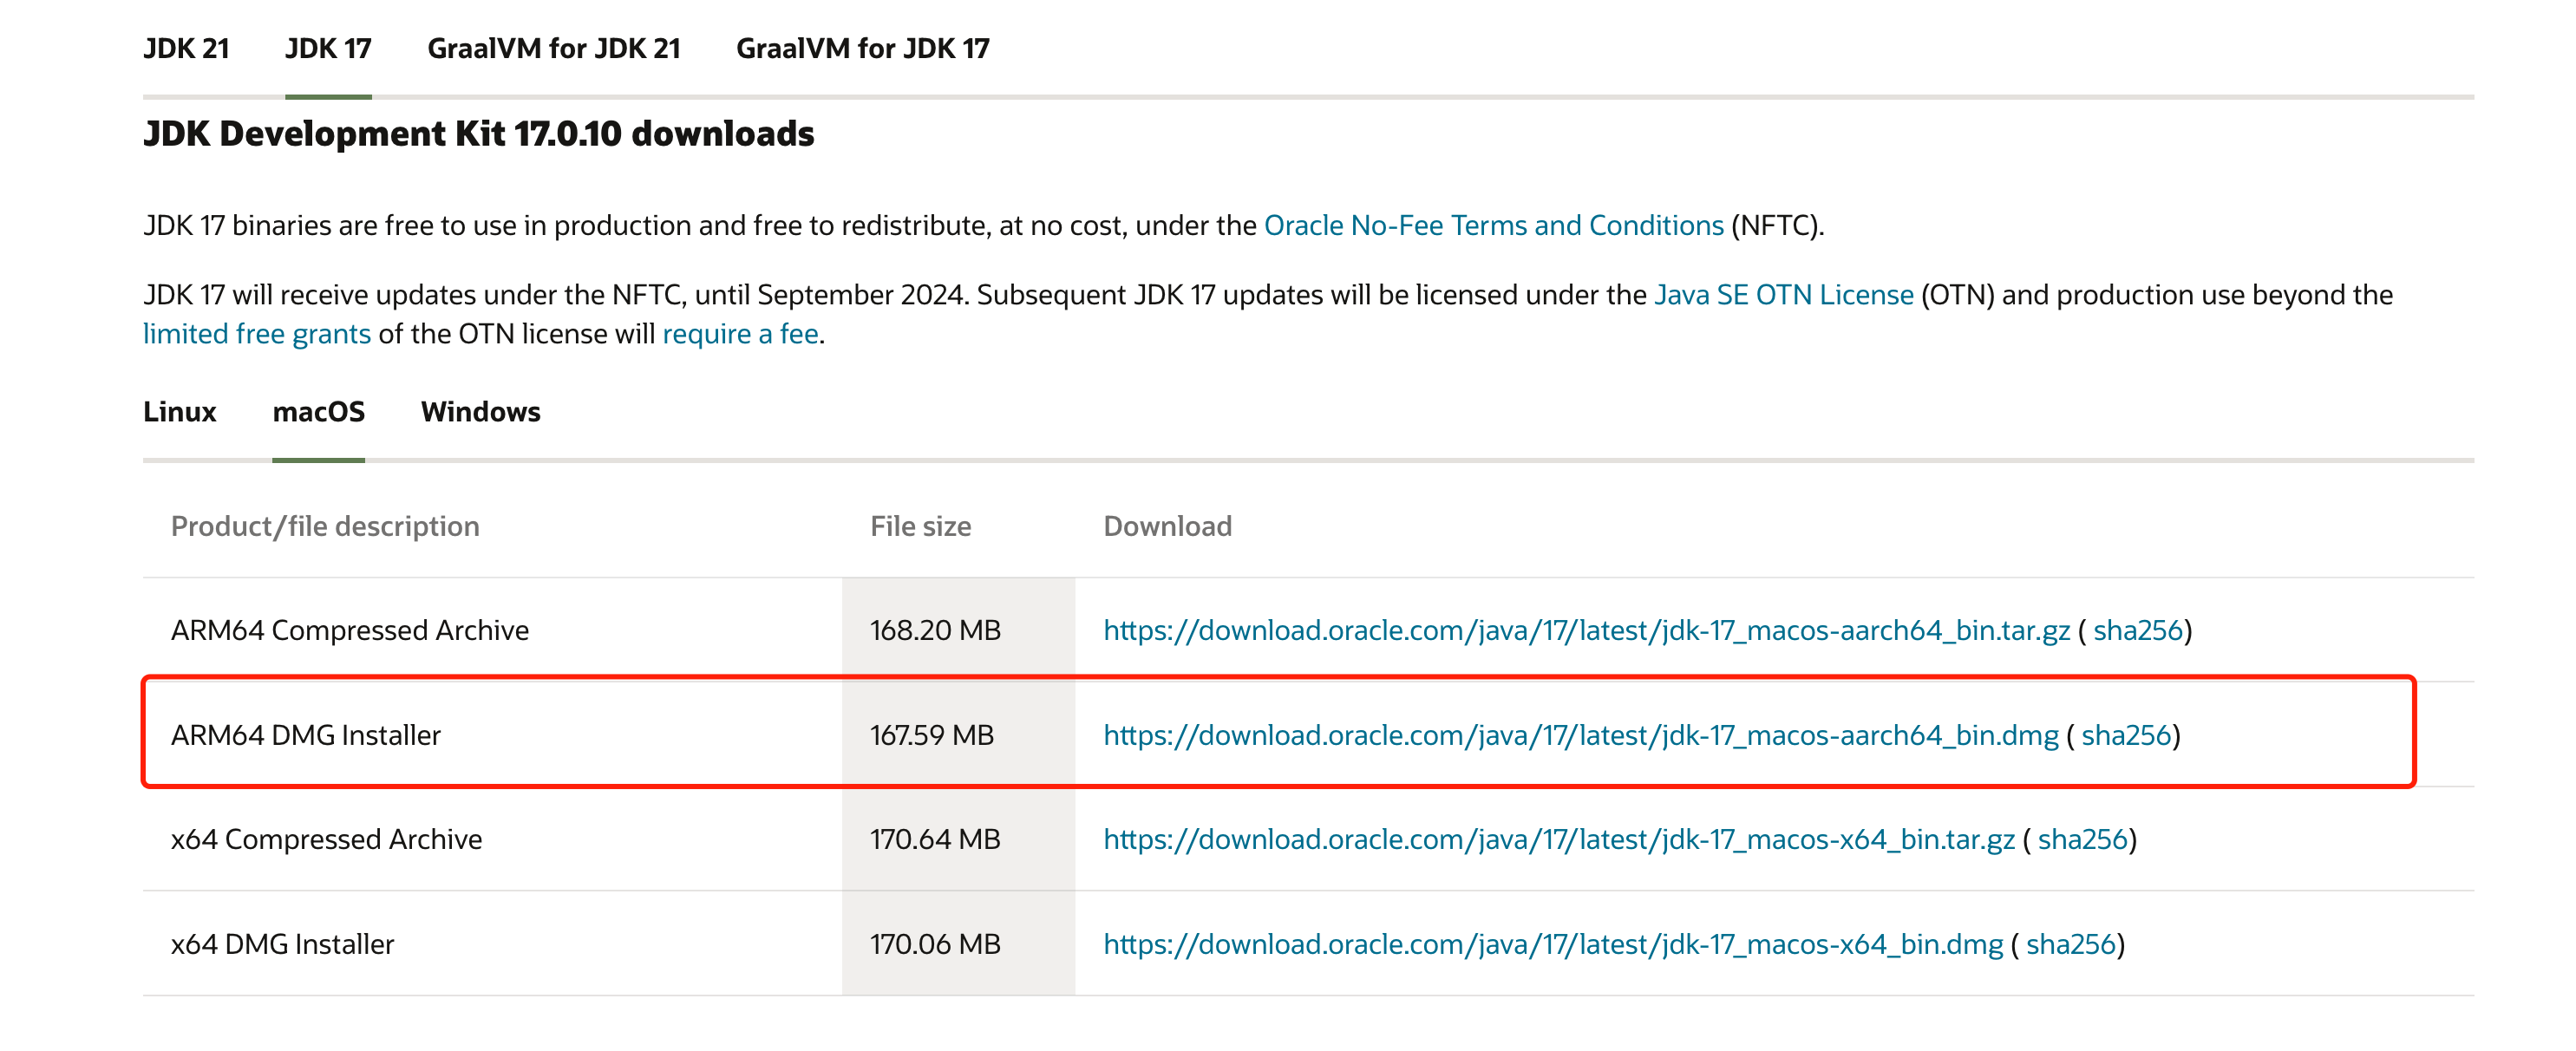 JDK 21 JDK 17 GraalVM for JDK 21 GraalVM for JDK 17
JDK Development Kit 17.0.10 downloads
JDK 17 binaries are free to use in production and free to redistribute, at no cost, under the Oracle No-Fee Terms and Conditions (NFTC).
JDK 17 will receive updates under the NFTC, until September 2024. Subsequent JDK 17 updates will be licensed under the Java SE OTN License (OTN) and production use beyond the
limited free grants of the OTN license will require a fee.
Linux macOS Windows
Product/file description File size Download
ARM64 Compressed Archive 168.20 MB https://download.oracle.com/java/17/latest/jdk-17_macos-aarch64_bin.tar.gz ( sha256)
ARM64 DMG Installer 167.59 MB https://download.oracle.com/java/17/latest/jdk-17_macos-aarch64_bin.dmg ( sha256)
x64 Compressed Archive 170.64 MB https://download.oracle.com/java/17/latest/jdk-17_macos-x64_bin.tar.gz ( sha256)
x64 DMG Installer 170.06 MB https://download.oracle.com/java/17/latest/jdk-17_macos-x64_bin.dmg ( sha256)